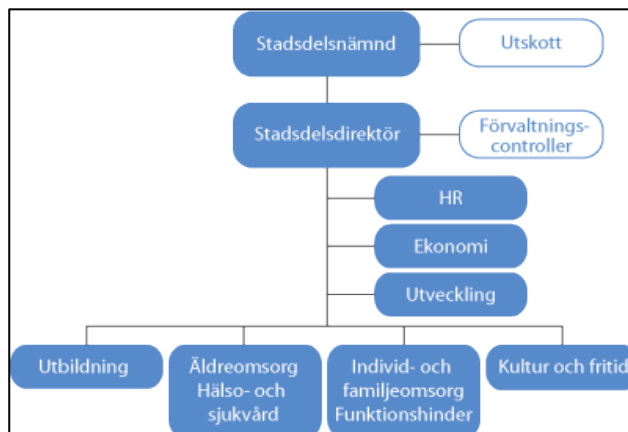 Stadsdelsnämnd
Utskott
Stadsdelsdirektör
Förvaltnings-
controller
HR
Ekonomi
Utveckling
Utbildning
Äldreomsorg
Hälso- och
sjukvård
Individ- och
familjeomsorg
Funktionshinder
Kultur och fritid